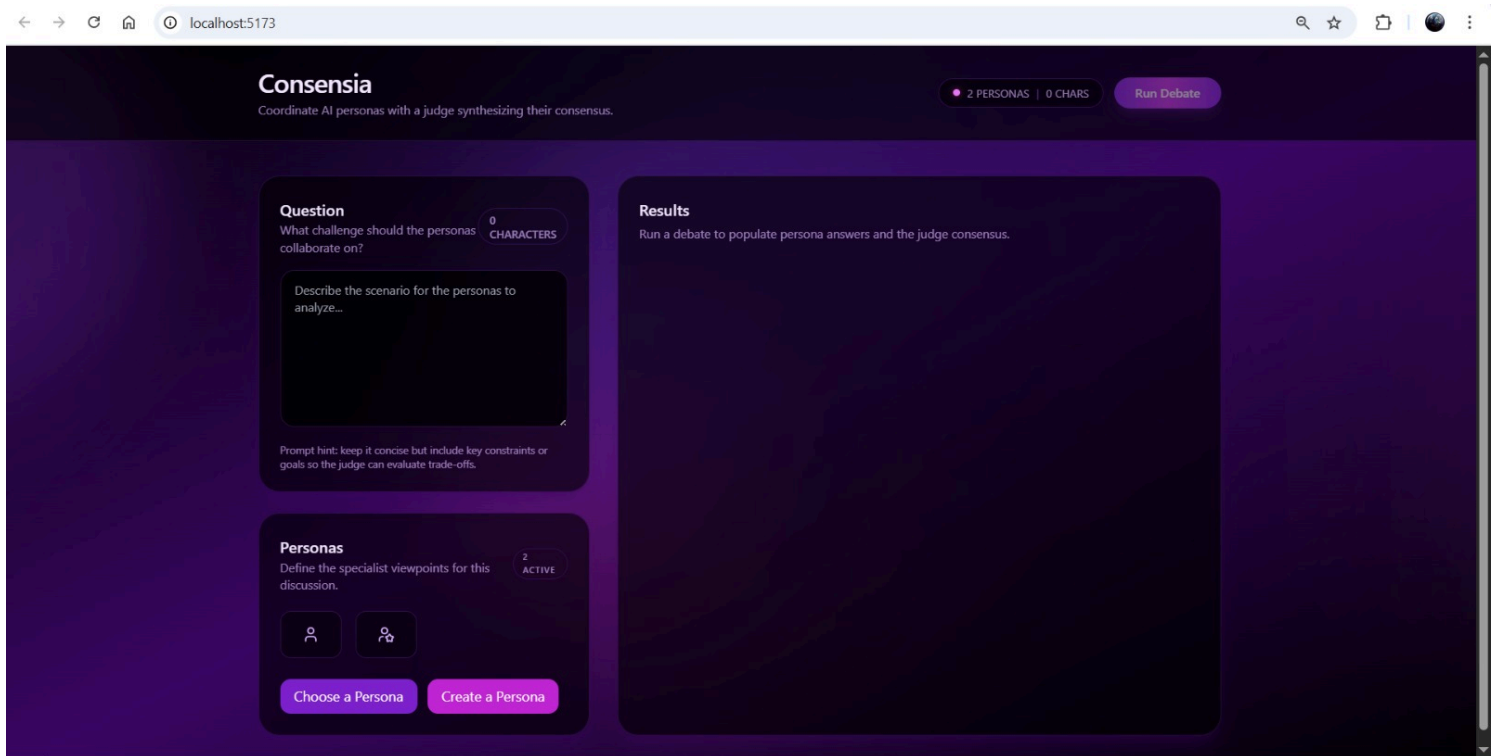 localhost:5173
Consensia
Coordinate AI personas with a judge synthesizing their consensus.
2 PERSONAS | 0 CHARS
Run Debate
Question
What challenge should the personas
collaborate on?
0
CHARACTERS
Describe the scenario for the personas to
analyze...
Prompt hint: keep it concise but include key constraints or
goals so the judge can evaluate trade-offs.
Personas
Define the specialist viewpoints for this
discussion.
2
ACTIVE
Choose a Persona
Create a Persona
Results
Run a debate to populate persona answers and the judge consensus.